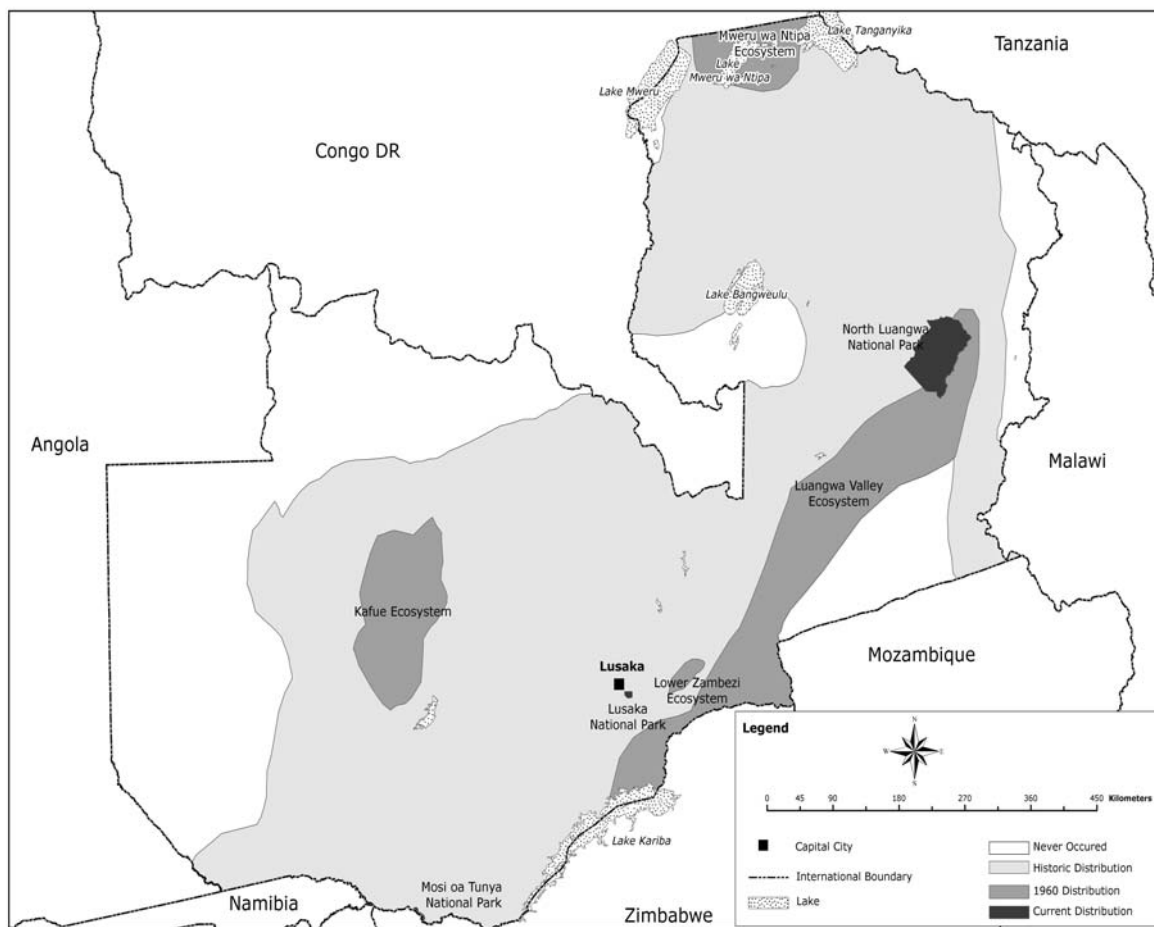 Mweru wa Ntipa
Ecosystem
Lake Tanganyika
Tanzania
Lake
Mweru wa Ntipa
Lake Mweru
Congo DR
Lake Bangweulu
North Luangwa
National Park
Angola
Malawi
Luangwa Valley
Ecosystem
Kafue Ecosystem
Mozambique
Lusaka
Lower Zambezi
Ecosystem
Lusaka
National Park
Lake Kariba
Mosi oa Tunya
National Park
Namibia
Zimbabwe
Legend
N
W
E
S
0 45 90 180 270 360 450 Kilometers
Capital City
International Boundary
Lake
Never Occured
Historic Distribution
1960 Distribution
Current Distribution